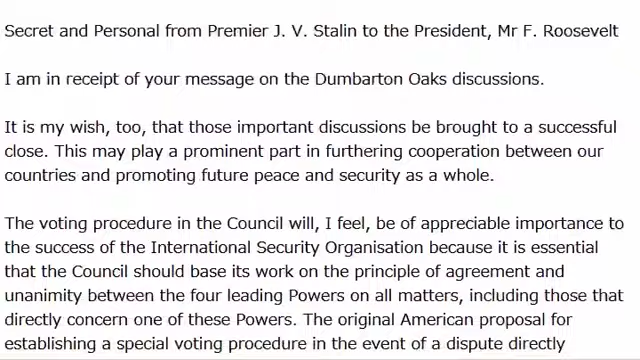 Secret and Personal from Premier J. V. Stalin to the President, Mr F. Roosevelt
I am in receipt of your message on the Dumbarton Oaks discussions.
It is my wish, too, that those important discussions be brought to a successful
close. This may play a prominent part in furthering cooperation between our
countries and promoting future peace and security as a whole.
The voting procedure in the Council will, I feel, be of appreciable importance to
the success of the International Security Organisation because it is essential
that the Council should base its work on the principle of agreement and
unanimity between the four leading Powers on all matters, including those that
directly concern one of these Powers. The original American proposal for
establishing a special voting procedure in the event of a dispute directly